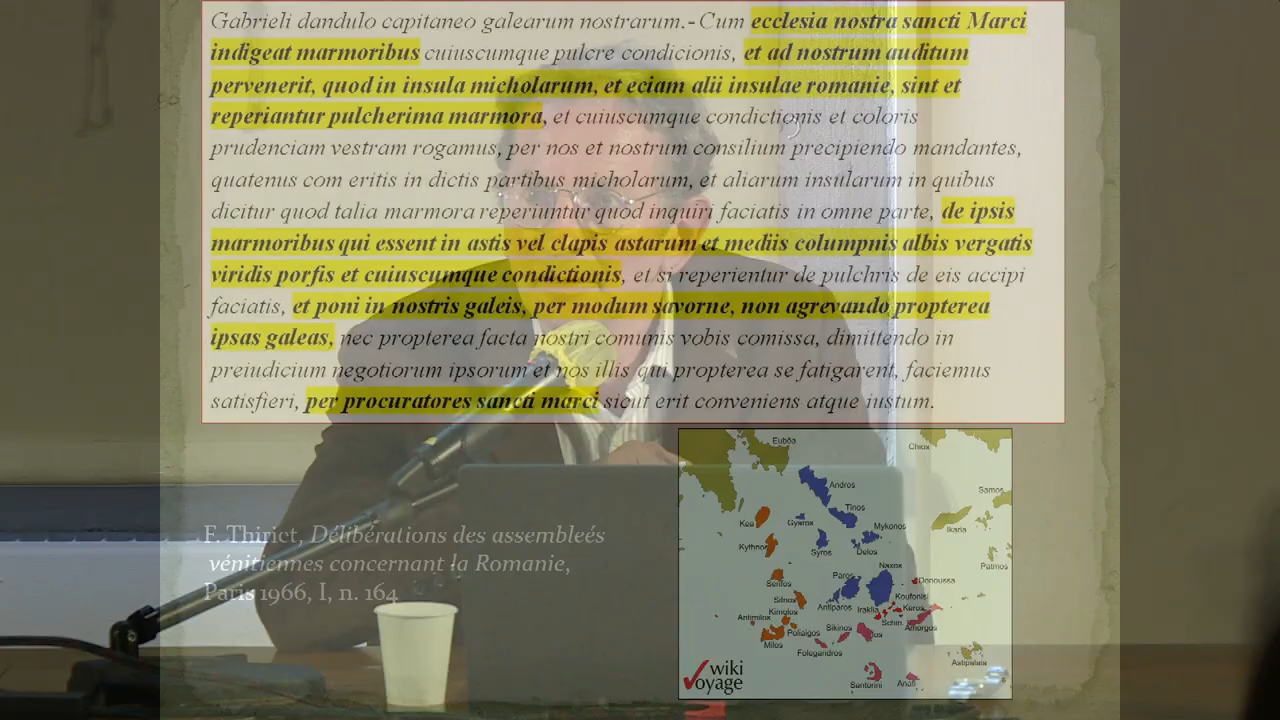 Gabrieli dandulo capitaneo galearum nostrarum.- Cum ecclesia nostra sancti Marci
indigeat marmoribus cuiuscumque pulcre condicionis, et ad nostrum auditum
pervenerit, quod in insula micholarum, et eciam alii insulae romanie, sint et
reperiantur pulcherima marmora, et cuiuscumque condictionis et coloris
prudenciam vestram rogamus, per nos et nostrum consilium precipiendo mandantes,
quatenus com eritis in dictis partibus micholarum, et aliarum insularum in quibus
dicitur quod talia marmora reperiuntur quod inquiri faciatis in omne parte, de ipsis
marmoribus qui essent in astis vel clapis astarum et mediis columpnis albis vergatis
viridis porfis et cuiuscumque condictionis, et si reperientur de pulchris de eis accipi
faciatis, et poni in nostris galeis, per modum savorne, non agrevando propterea
ipsas galeas, nec propterea facta nostri comunis vobis comissa, dimittendo in
preiudicium negotiorum ipsorum et nos illis qui propterea se fatigarent, faciemus
satisfieri, per procuratores sancti marci sicut erit conveniens atque iustum.
F. Thiriet, Délibérations des assembleés
vénitiennes concernant la Romanie,
Paris 1966, I, n. 164
Eubða
Chios
Andros
Samos
Kea
Gyaros
Tinos
Mykonos
Ikaria
Kythnos
Syros
Delos
Patmos
Serifos
Paros
Naxos
Donoussa
Sifnos
Antiparos
Iraklia
Koufonisi
Keros
Kimolos
Schin.
Antimilos
Poliaigos
Sikinos
Ios
Amorgos
Milos
Folegandros
Astipalaia
Santorini
Anafi
wiki
voyage